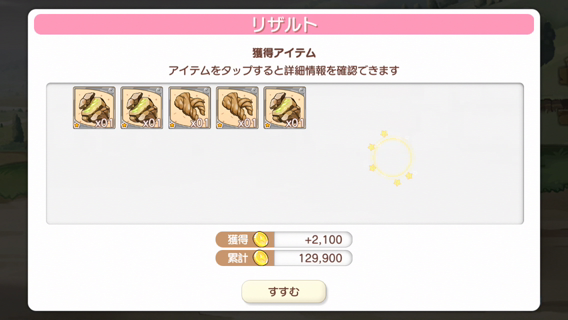 リザルト
獲得アイテム
アイテムをタップすると詳細情報を確認できます
x01 x01 x01 x01 x01
獲得 +2,100
累計 129,900
すすむ